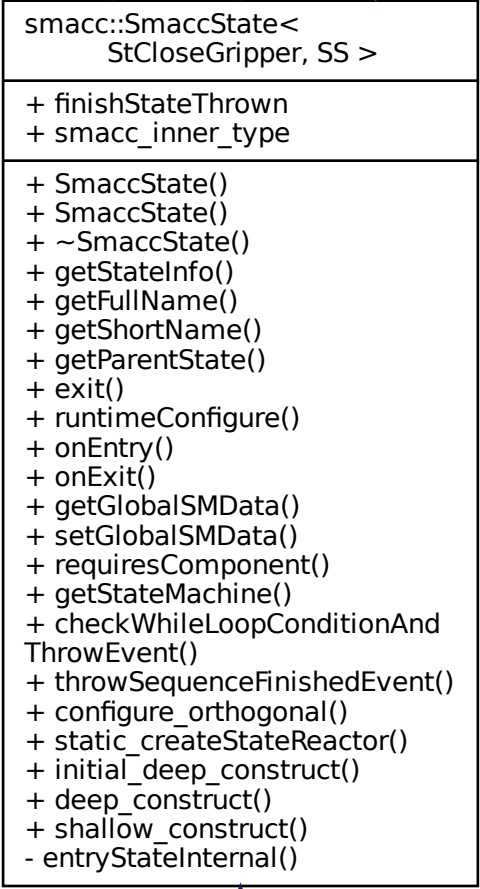 smacc::SmaccState<
StCloseGripper, SS >
+ finishStateThrown
+ smacc_inner_type
+ SmaccState()
+ SmaccState()
+ ~SmaccState()
+ getStateInfo()
+ getFullName()
+ getShortName()
+ getParentState()
+ exit()
+ runtimeConfigure()
+ onEntry()
+ onExit()
+ getGlobalSMData()
+ setGlobalSMData()
+ requiresComponent()
+ getStateMachine()
+ checkWhileLoopConditionAnd
ThrowEvent()
+ throwSequenceFinishedEvent()
+ configure_orthogonal()
+ static_createStateReactor()
+ initial_deep_construct()
+ deep_construct()
+ shallow_construct()
- entryStateInternal()